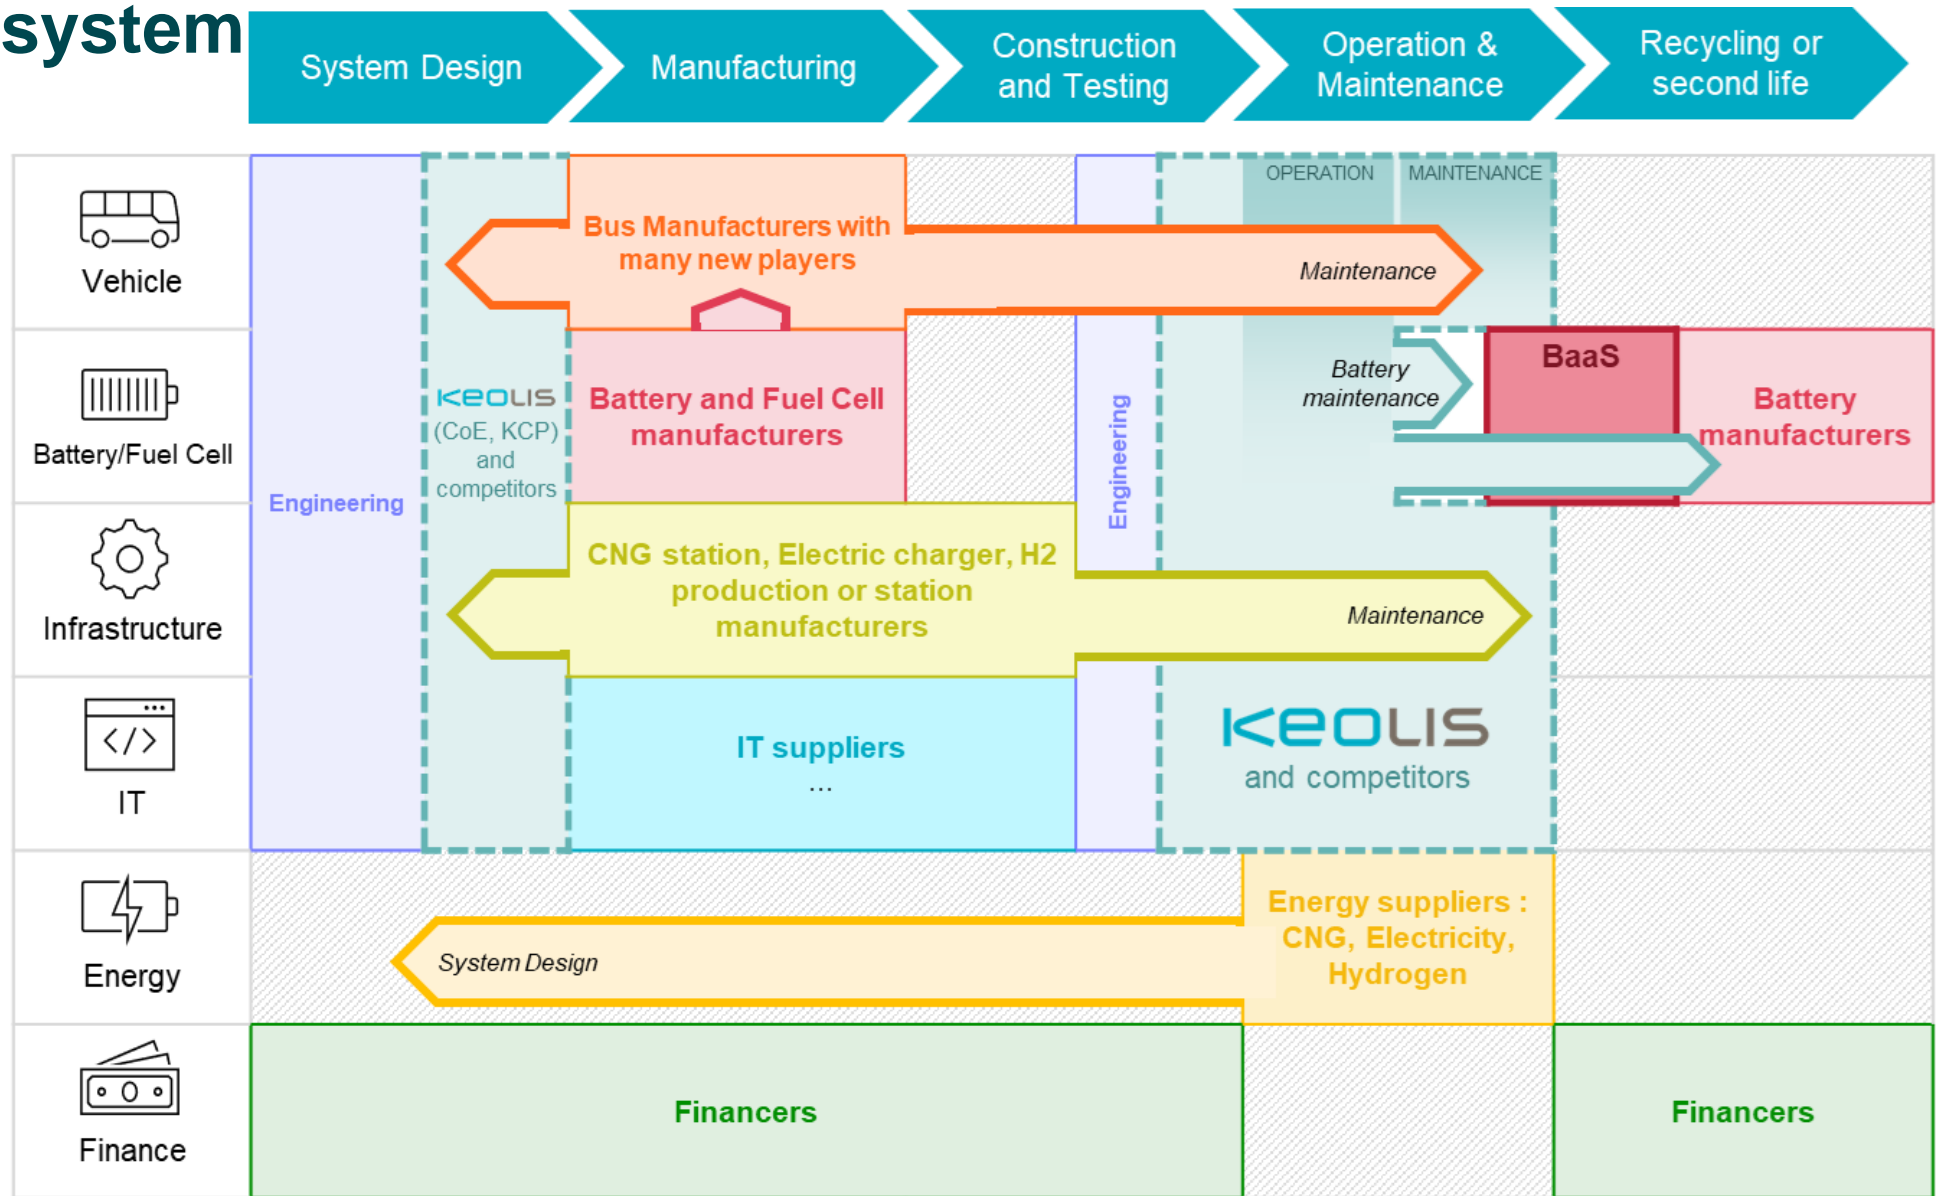 system
System Design
Manufacturing
Construction
and Testing
Operation &
Maintenance
Recycling or
second life
Vehicle
Bus Manufacturers with
many new players
OPERATION
MAINTENANCE
Maintenance
Battery/Fuel Cell
KEOLIS
(CoE, KCP)
and
competitors
Battery and Fuel Cell
manufacturers
Battery
maintenance
BaaS
Battery
manufacturers
Engineering
Engineering
Infrastructure
CNG station, Electric charger, H2
production or station
manufacturers
Maintenance
</>
IT
IT suppliers
...
KEOLIS
and competitors
Energy
System Design
Energy suppliers :
CNG, Electricity,
Hydrogen
Finance
Financers
Financers